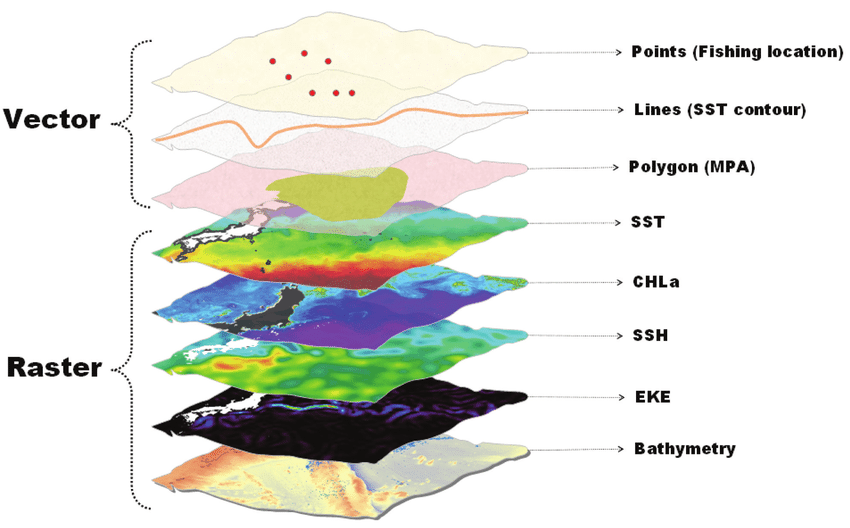 Points (Fishing location)
Lines (SST contour)
Vector
Polygon (MPA)
SST
CHLa
SSH
Raster
EKE
Bathymetry